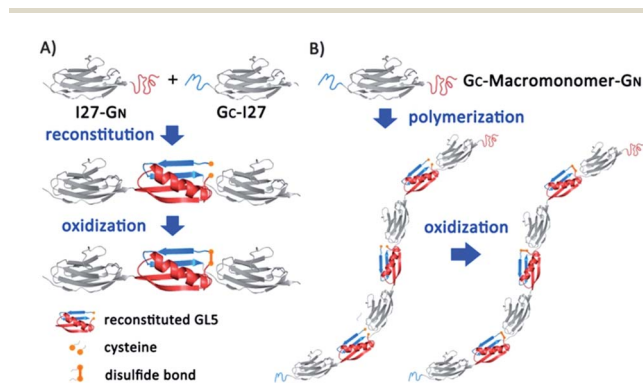 A)
I27-GN + GC-I27
reconstitution
oxidization
reconstituted GL5
cysteine
disulfide bond
B)
GC-Macromonomer-GN
polymerization
oxidization